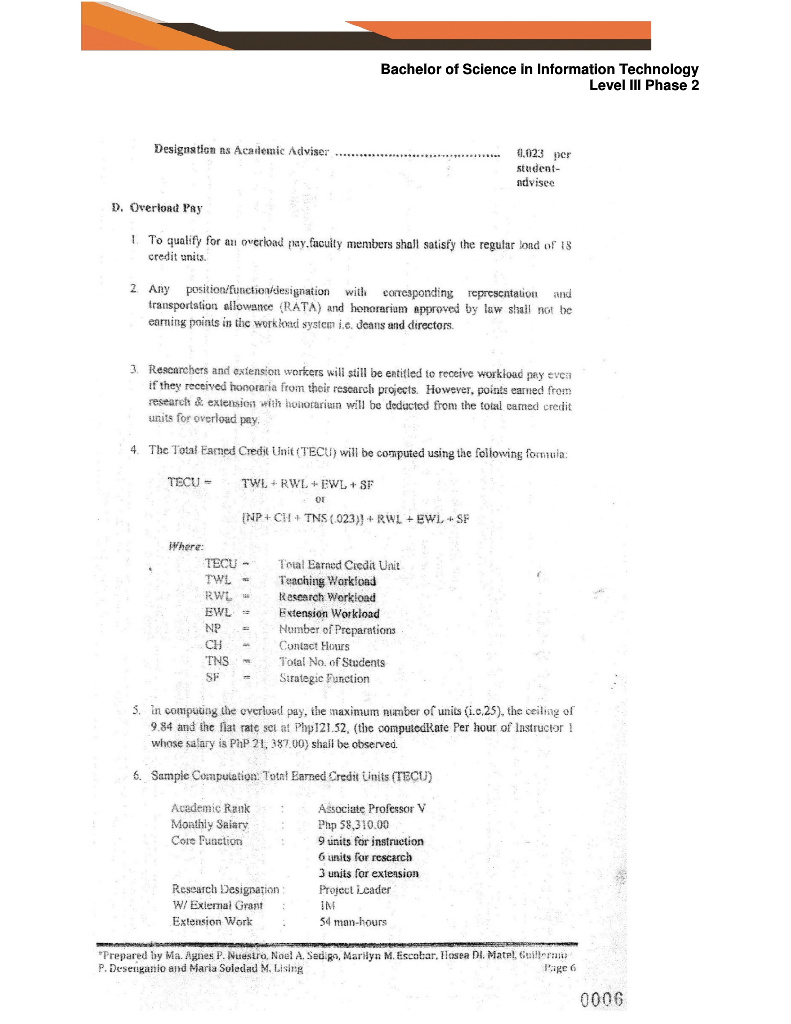 Bachelor of Science in Information Technology
Level III Phase 2
Designation as Academic Adviser ............................................ 0.023 per
student-
advisee
D. Overload Pay
1. To qualify for an overload pay, faculty members shall satisfy the regular load of 18
credit units.
2. Any position/function/designation with corresponding representation and
transportation allowance (RATA) and honorarium approved by law shall not be
earning points in the workload system i.e. deans and directors.
3. Researchers and extension workers will still be entitled to receive workload pay even
if they received honoraria from their research projects. However, points earned from
research & extension with honorarium will be deducted from the total earned credit
units for overload pay.
4. The Total Earned Credit Unit (TECU) will be computed using the following formula:
TECU = TWL + RWL + EWL + SF
or
[NP + CH + TNS (.023)] + RWL + EWL + SF
Where:
TECU = Total Earned Credit Unit
TWL = Teaching Workload
RWL = Research Workload
EWL = Extension Workload
NP = Number of Preparations
CH = Contact Hours
TNS = Total No. of Students
SF = Strategic Function
5. In computing the overload pay, the maximum number of units (i.e.25), the ceiling of
9.84 and the flat rate set at Php121.52, (the computedRate Per hour of Instructor 1
whose salary is PhP 21, 387.00) shall be observed.
6. Sample Computation: Total Earned Credit Units (TECU)
Academic Rank : Associate Professor V
Monthly Salary : Php 58,310.00
Core Function : 9 units for instruction
6 units for research
3 units for extension
Research Designation : Project Leader
W/ External Grant : 1M
Extension Work : 54 man-hours
*Prepared by Ma. Agnes P. Nuestro, Noel A. Sedigo, Marilyn M. Escobar, Hosea DL Matel, Guillermo
P. Desenganio and Maria Soledad M. Lising Page 6
0006